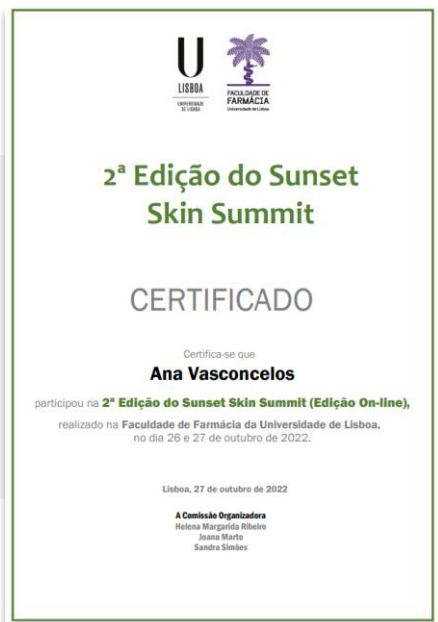 U
LISBOA
UNIVERSIDADE
DE LISBOA
FACULDADE DE
FARMÁCIA
Universidade de Lisboa
2ª Edição do Sunset
Skin Summit
CERTIFICADO
Certifica-se que
Ana Vasconcelos
participou na 2ª Edição do Sunset Skin Summit (Edição On-line),
realizado na Faculdade de Farmácia da Universidade de Lisboa,
no dia 26 e 27 de outubro de 2022.
Lisboa, 27 de outubro de 2022
A Comissão Organizadora
Helena Margarida Ribeiro
Joana Marto
Sandra Simões